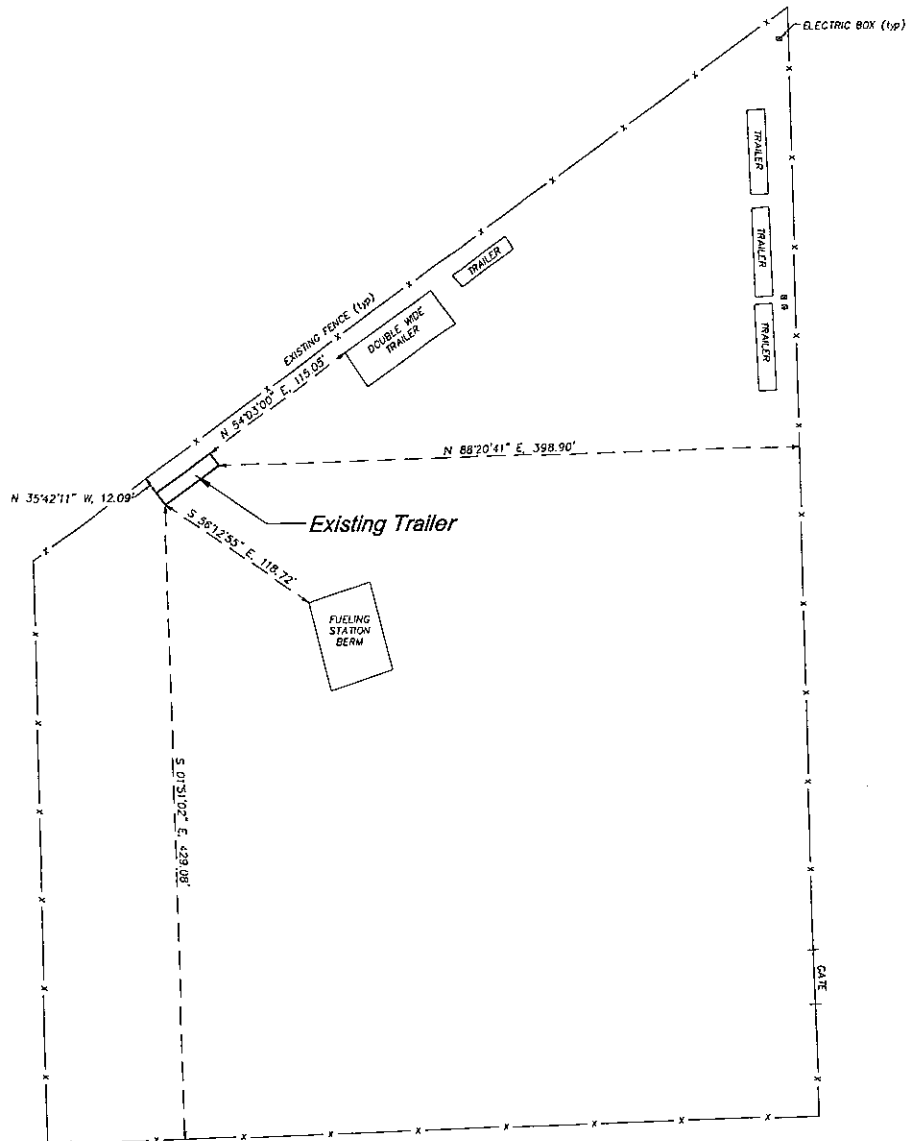 ELECTRIC BOX (typ)
TRAILER
TRAILER
TRAILER
TRAILER
DOUBLE WIDE
TRAILER
EXISTING FENCE (typ)
N 54°03'00" E, 115.05'
N 88°20'41" E, 398.90'
N 35°42'11" W, 12.09'
Existing Trailer
S 56°12'55" E, 118.72'
FUELING
STATION
BERM
S 01°51'02" E, 429.08'
GATE